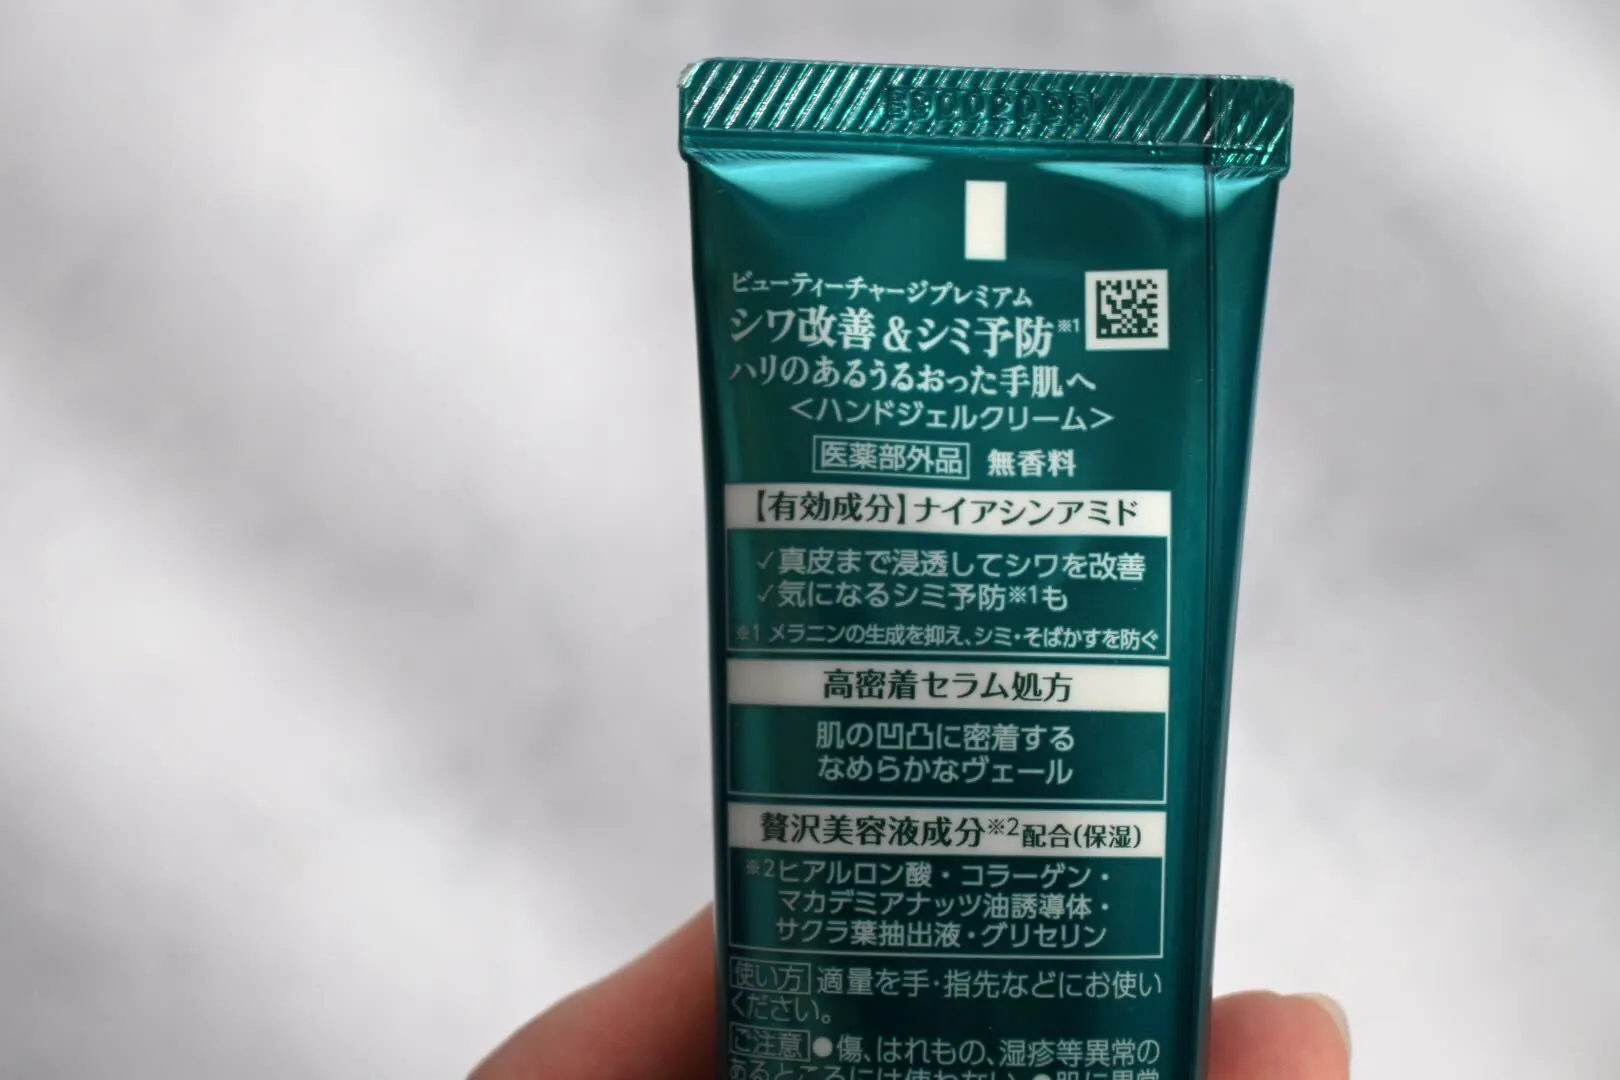 ビューティーチャージプレミアム
シワ改善&シミ予防※1
ハリのあるうるおった手肌へ
<ハンドジェルクリーム>
医薬部外品 無香料
【有効成分】ナイアシンアミド
✓真皮まで浸透してシワを改善
✓気になるシミ予防※1も
※1 メラニンの生成を抑え、シミ・そばかすを防ぐ
高密着セラム処方
肌の凹凸に密着する
なめらかなヴェール
贅沢美容液成分※2配合(保湿)
※2ヒアルロン酸・コラーゲン・
マカデミアナッツ油誘導体・
サクラ葉抽出液・グリセリン
使い方 適量を手・指先などにお使い
ください。
ご注意 ●傷、はれもの、湿疹等異常の
あるところには使わない。●肌に異常